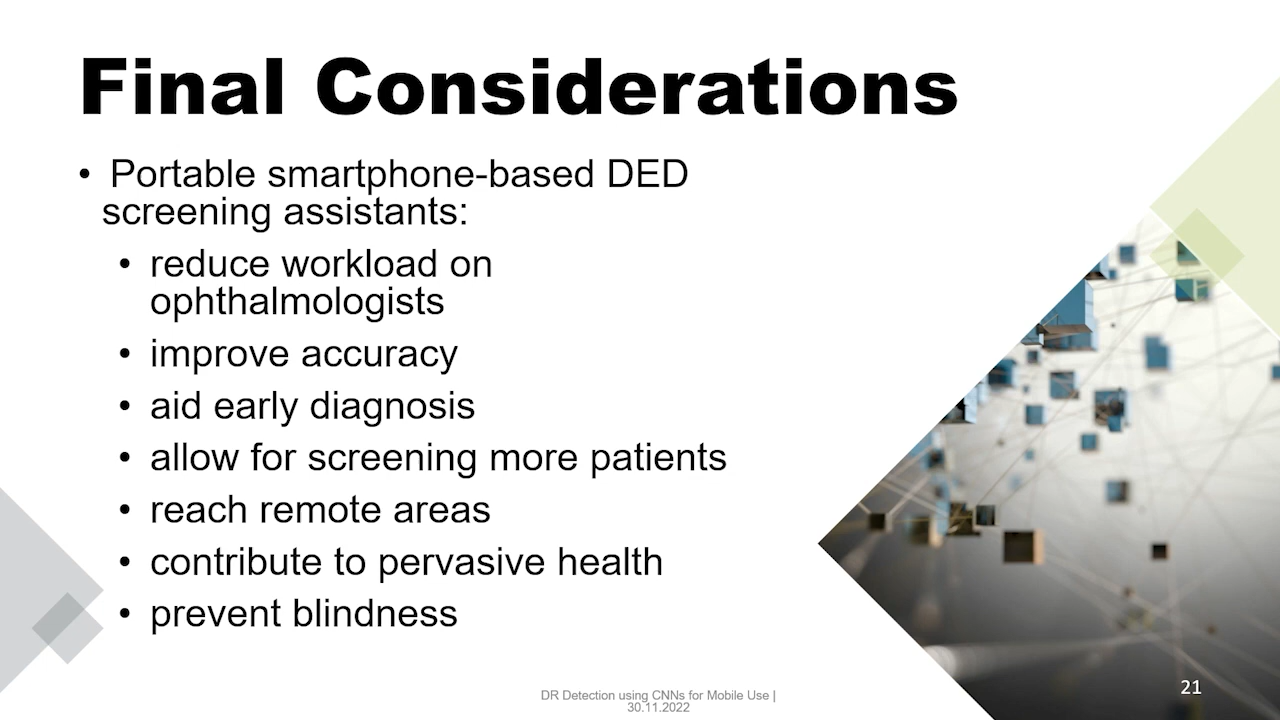 Final Considerations
• Portable smartphone-based DED
screening assistants:
• reduce workload on
ophthalmologists
• improve accuracy
• aid early diagnosis
• allow for screening more patients
• reach remote areas
• contribute to pervasive health
• prevent blindness
DR Detection using CNNs for Mobile Use |
30.11.2022
21